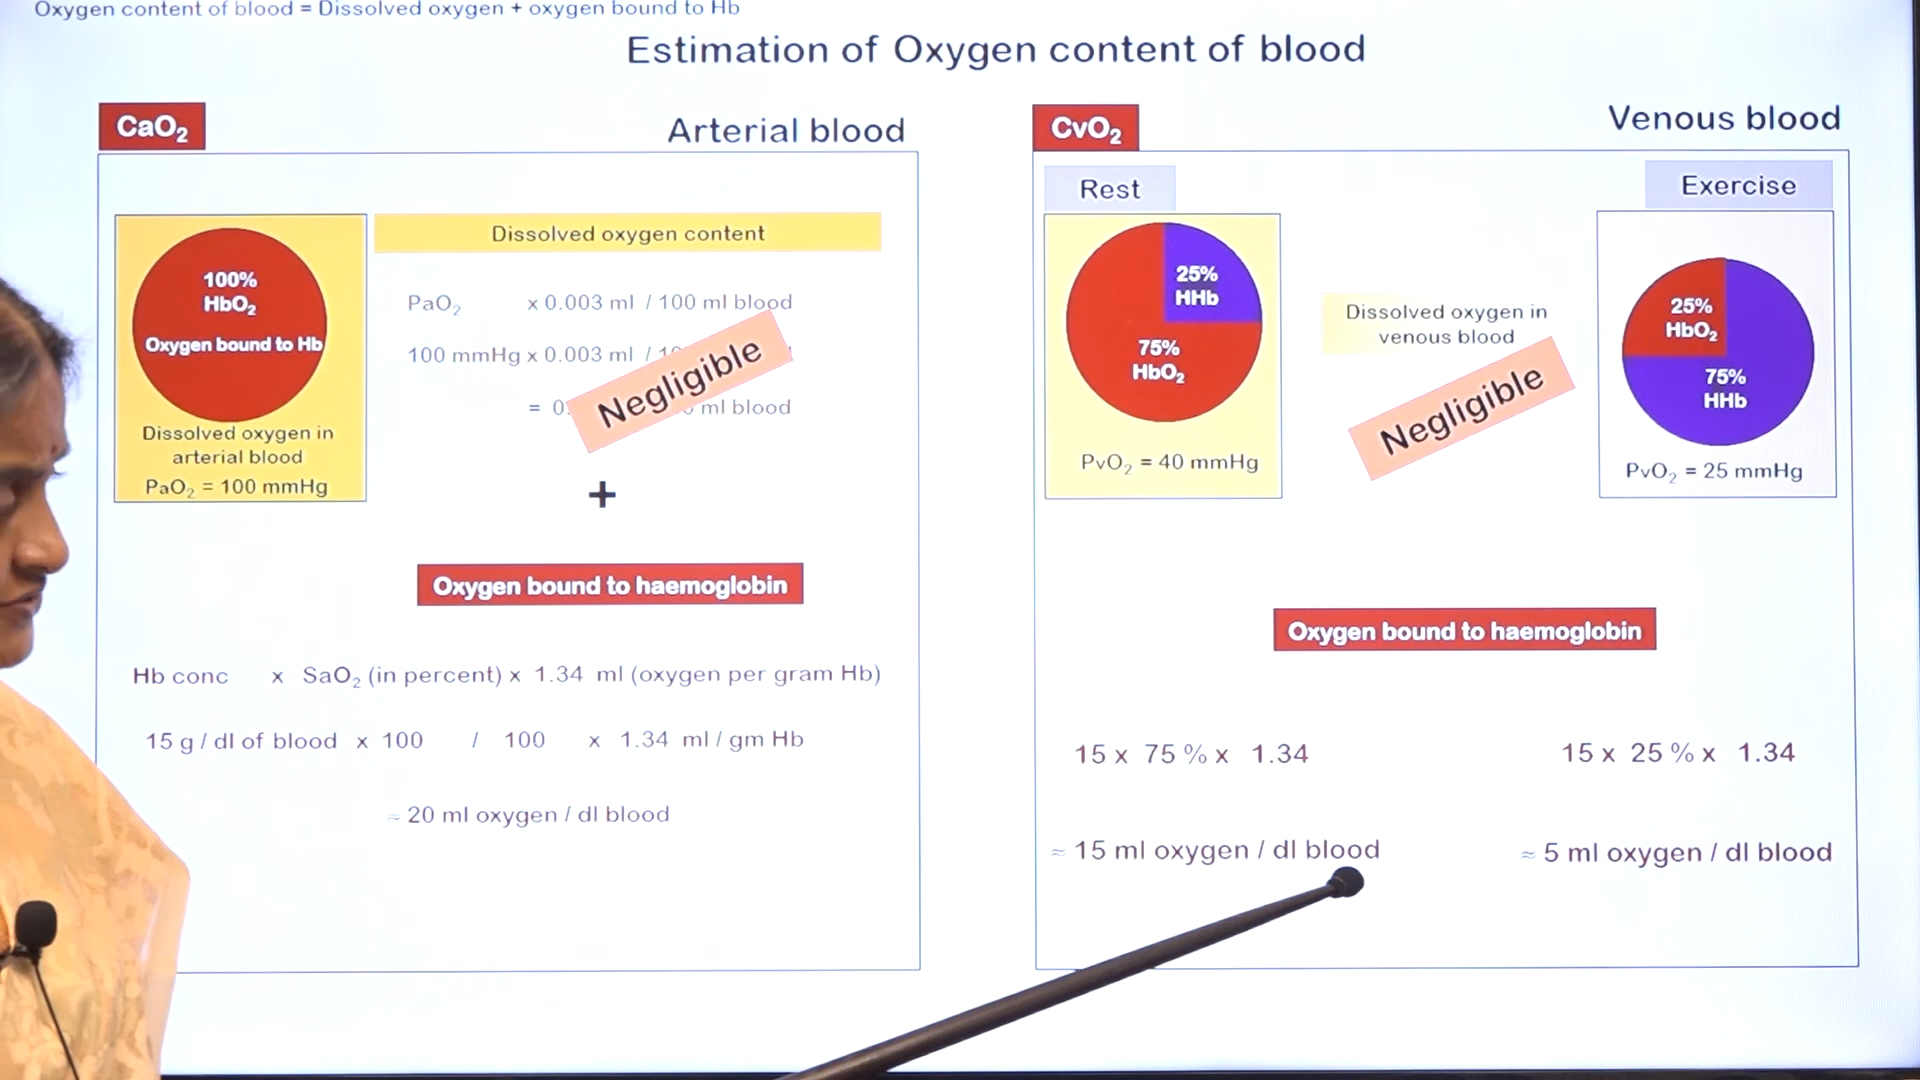 Oxygen content of blood = Dissolved oxygen + oxygen bound to Hb
Estimation of Oxygen content of blood
CaO₂
Arterial blood
100%
HbO₂
Oxygen bound to Hb
Dissolved oxygen in
arterial blood
PaO₂ = 100 mmHg
Dissolved oxygen content
PaO₂ x 0.003 ml / 100 ml blood
100 mmHg x 0.003 ml /
= ml blood
Negligible
+
Oxygen bound to haemoglobin
Hb conc x SaO₂ (in percent) x 1.34 ml (oxygen per gram Hb)
15 g / dl of blood x 100 / 100 x 1.34 ml / gm Hb
≈ 20 ml oxygen / dl blood
CvO₂
Venous blood
Rest
25%
HHb
75%
HbO₂
PvO₂ = 40 mmHg
Dissolved oxygen in
venous blood
Negligible
Exercise
25%
HbO₂
75%
HHb
PvO₂ = 25 mmHg
Oxygen bound to haemoglobin
15 x 75 % x 1.34
≈ 15 ml oxygen / dl blood
15 x 25 % x 1.34
≈ 5 ml oxygen / dl blood